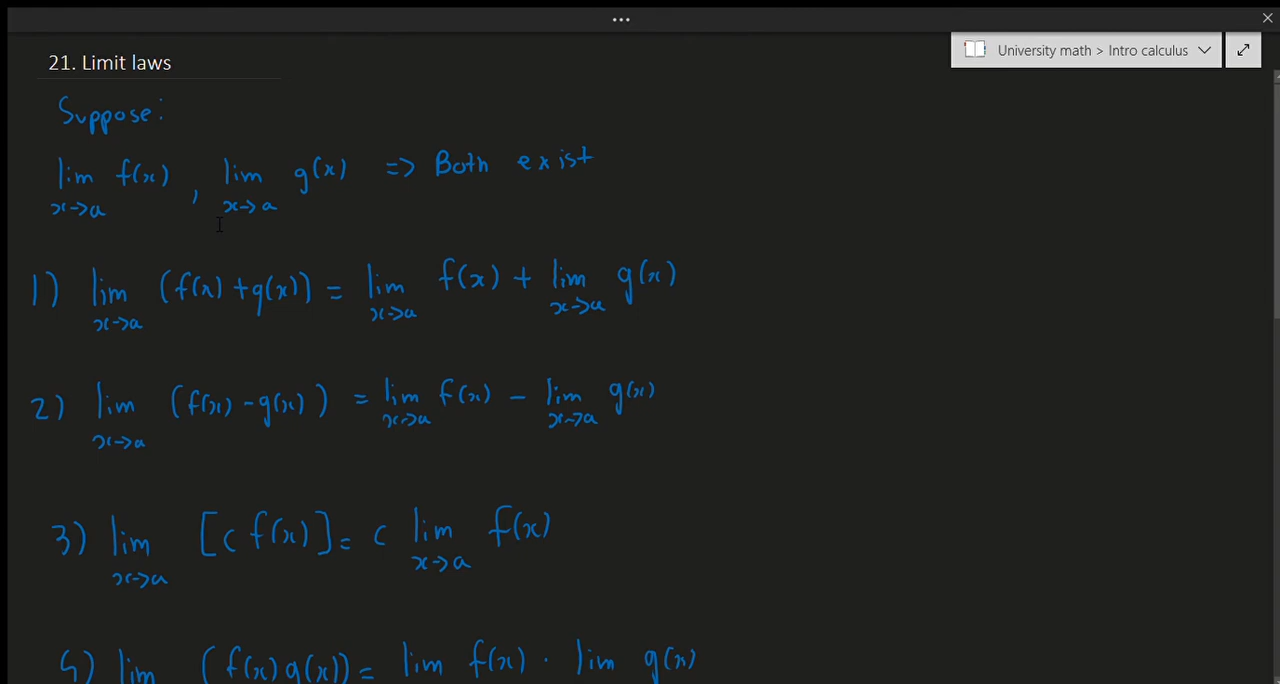 University math > Intro calculus
21. Limit laws
Suppose:
lim x→a f(x), lim x→a g(x) => Both exist
1) lim x→a (f(x) + g(x)) = lim x→a f(x) + lim x→a g(x)
2) lim x→a (f(x) - g(x)) = lim x→a f(x) - lim x→a g(x)
3) lim x→a [c f(x)] = c lim x→a f(x)
4) lim (f(x)g(x)) = lim f(x) · lim g(x)